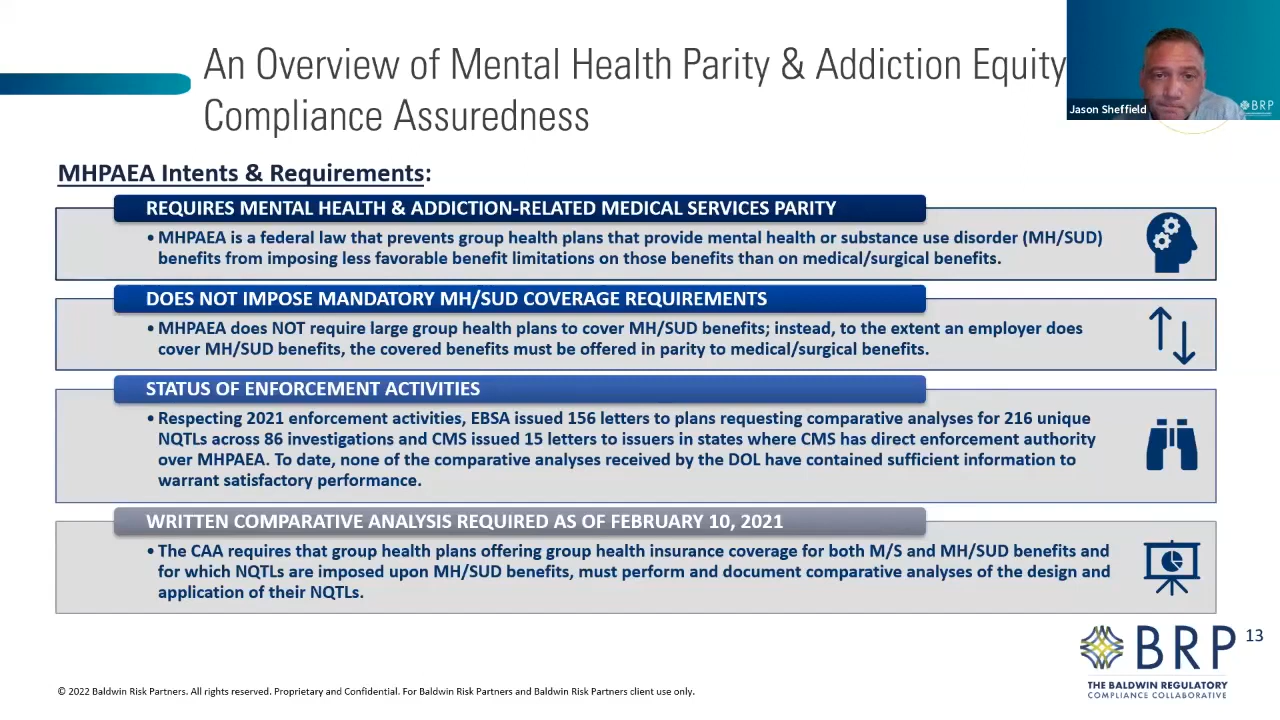 An Overview of Mental Health Parity & Addiction Equity
Compliance Assuredness
Jason Sheffield
BRP
MHPAEA Intents & Requirements:
REQUIRES MENTAL HEALTH & ADDICTION-RELATED MEDICAL SERVICES PARITY
• MHPAEA is a federal law that prevents group health plans that provide mental health or substance use disorder (MH/SUD)
benefits from imposing less favorable benefit limitations on those benefits than on medical/surgical benefits.
DOES NOT IMPOSE MANDATORY MH/SUD COVERAGE REQUIREMENTS
• MHPAEA does NOT require large group health plans to cover MH/SUD benefits; instead, to the extent an employer does
cover MH/SUD benefits, the covered benefits must be offered in parity to medical/surgical benefits.
STATUS OF ENFORCEMENT ACTIVITIES
• Respecting 2021 enforcement activities, EBSA issued 156 letters to plans requesting comparative analyses for 216 unique
NQTLs across 86 investigations and CMS issued 15 letters to issuers in states where CMS has direct enforcement authority
over MHPAEA. To date, none of the comparative analyses received by the DOL have contained sufficient information to
warrant satisfactory performance.
WRITTEN COMPARATIVE ANALYSIS REQUIRED AS OF FEBRUARY 10, 2021
• The CAA requires that group health plans offering group health insurance coverage for both M/S and MH/SUD benefits and
for which NQTLs are imposed upon MH/SUD benefits, must perform and document comparative analyses of the design and
application of their NQTLs.
BRP
13
THE BALDWIN REGULATORY
COMPLIANCE COLLABORATIVE
© 2022 Baldwin Risk Partners. All rights reserved. Proprietary and Confidential. For Baldwin Risk Partners and Baldwin Risk Partners client use only.